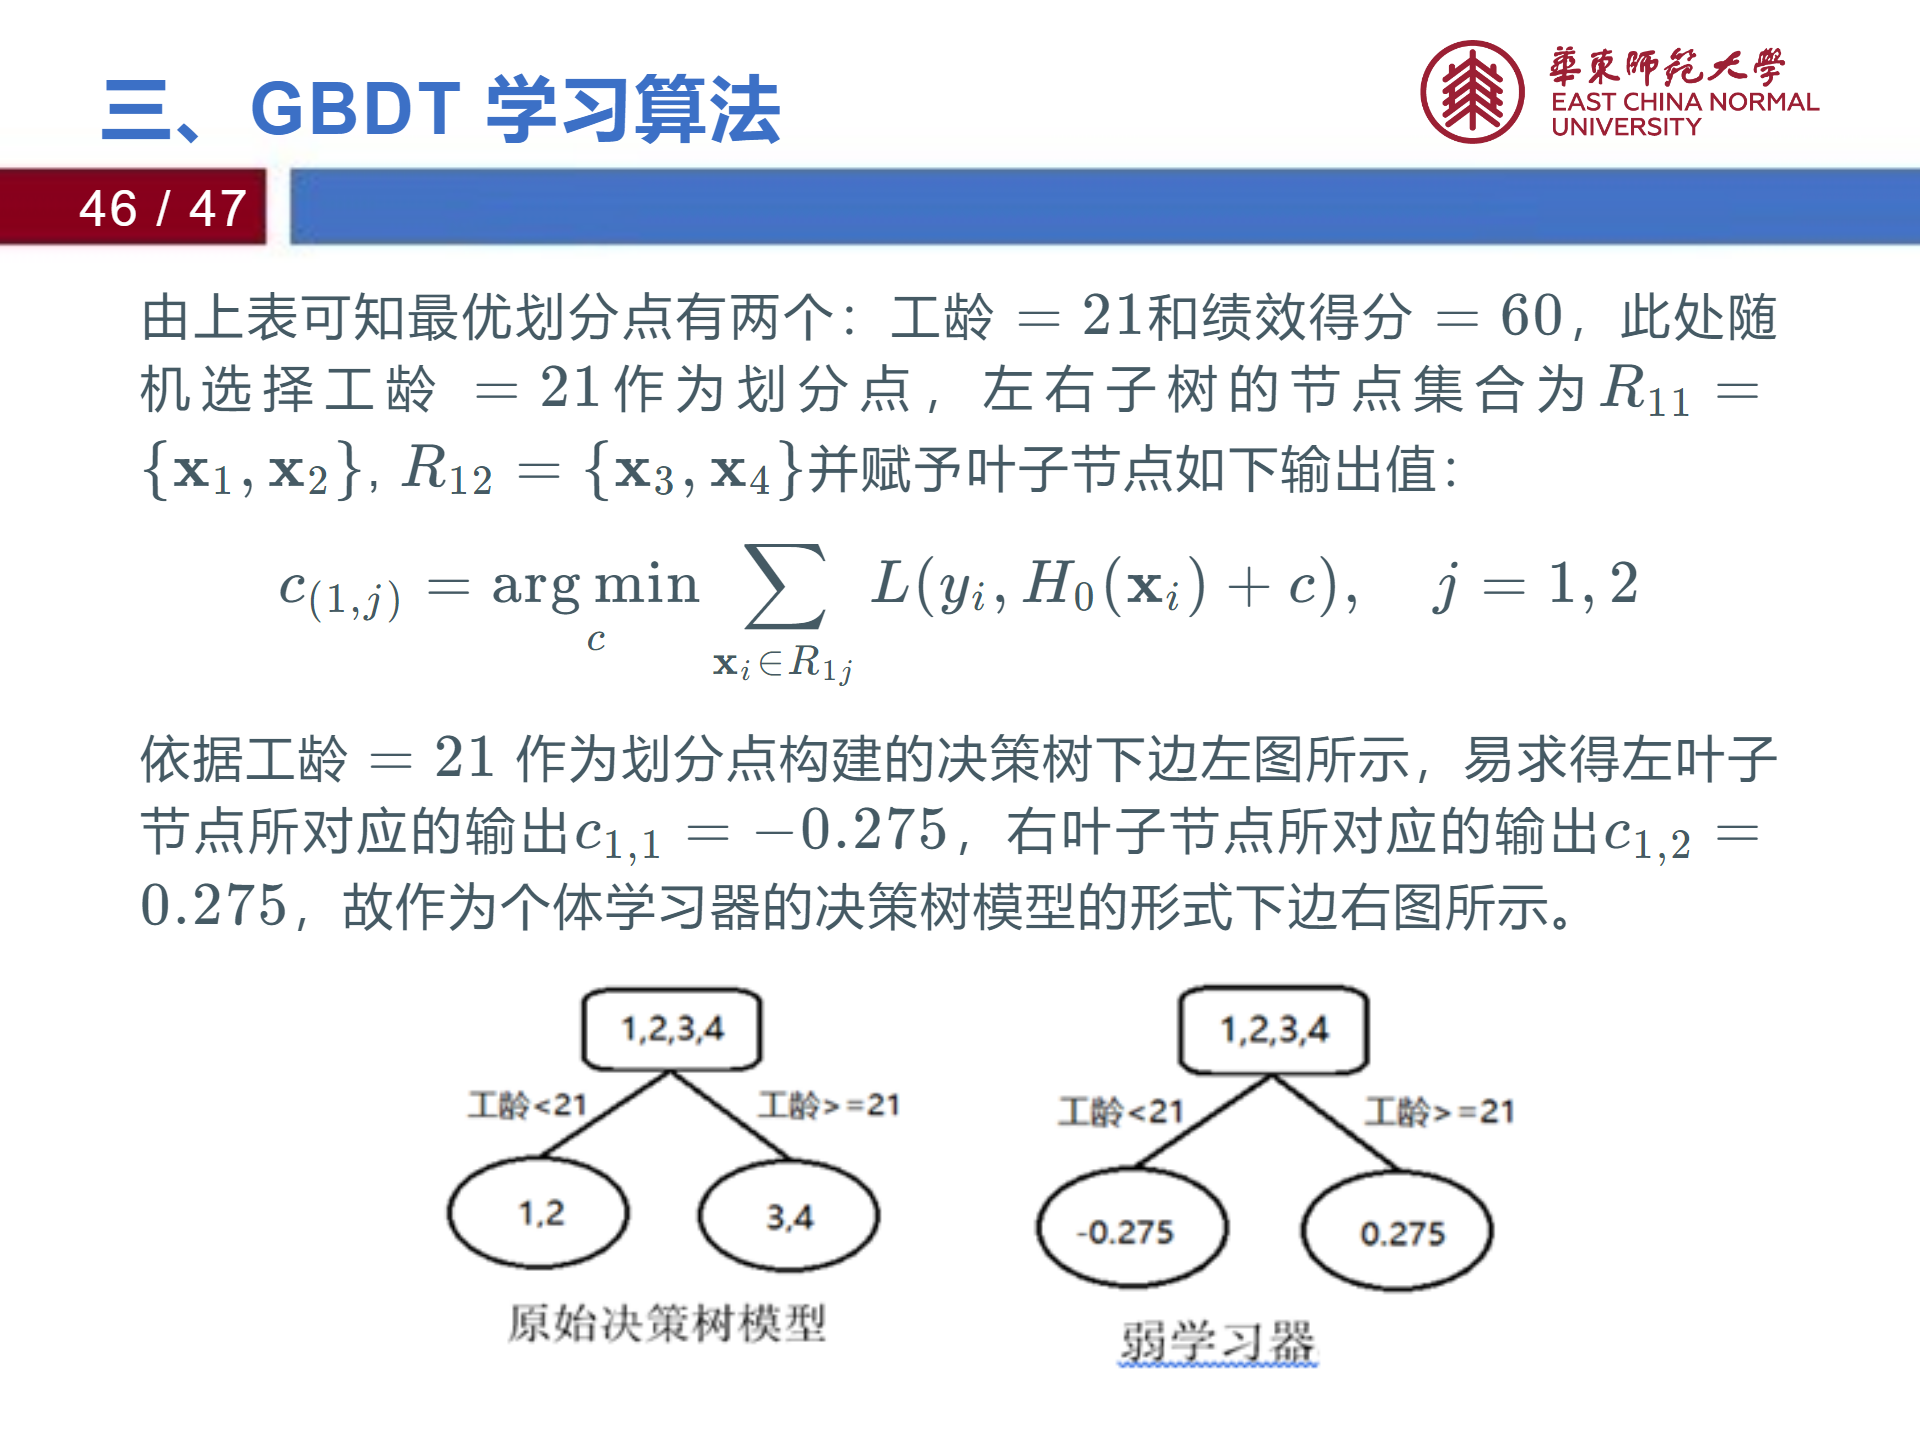 三、GBDT 学习算法
華東師範大學
EAST CHINA NORMAL
UNIVERSITY
46 / 47
由上表可知最优划分点有两个：工龄 = 21和绩效得分 = 60，此处随
机选择工龄 = 21作为划分点，左右子树的节点集合为R₁₁ =
{x₁, x₂}, R₁₂ = {x₃, x₄}并赋予叶子节点如下输出值：
c_{(1,j)} = arg min_c ∑_{x_i∈R_{1j}} L(y_i, H₀(x_i) + c), j = 1, 2
依据工龄 = 21 作为划分点构建的决策树下边左图所示，易求得左叶子
节点所对应的输出c_{1,1} = −0.275，右叶子节点所对应的输出c_{1,2} =
0.275，故作为个体学习器的决策树模型的形式下边右图所示。
1,2,3,4
工龄<21
工龄>=21
1,2
3,4
原始决策树模型
1,2,3,4
工龄<21
工龄>=21
-0.275
0.275
弱学习器